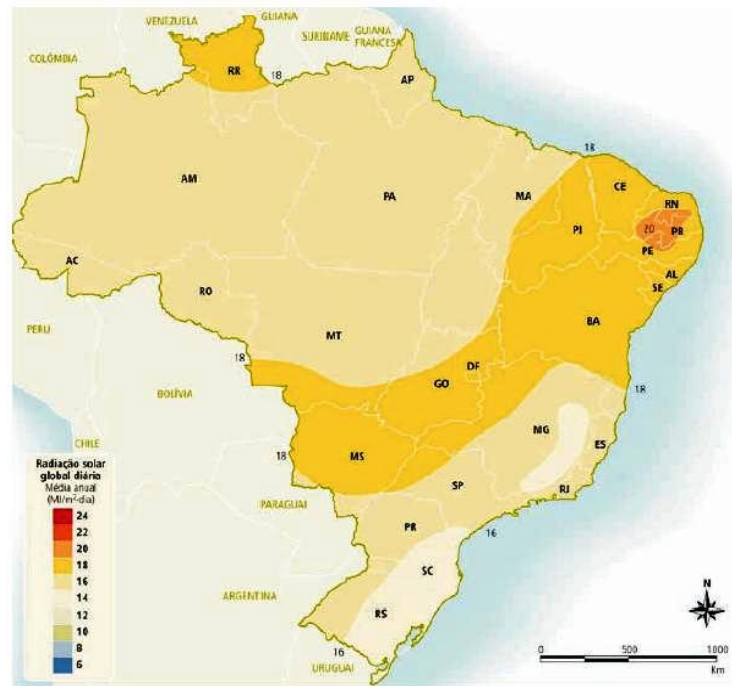 VENEZUELA
GUIANA
SURINAME
GUIANA
FRANCESA
COLÔMBIA
RR
18
AP
18
AM
PA
MA
CE
RN
PI
20
PB
PE
AC
AL
SE
RO
BA
PERU
MT
DF
18
GO
18
BOLÍVIA
MG
CHILE
ES
18
MS
SP
RJ
PARAGUAI
PR
16
SC
ARGENTINA
RS
16
URUGUAI
Radiação solar
global diária
Média anual
(MJ/m².dia)
24
22
20
18
16
14
12
10
8
6
N
0 500 1000
Km